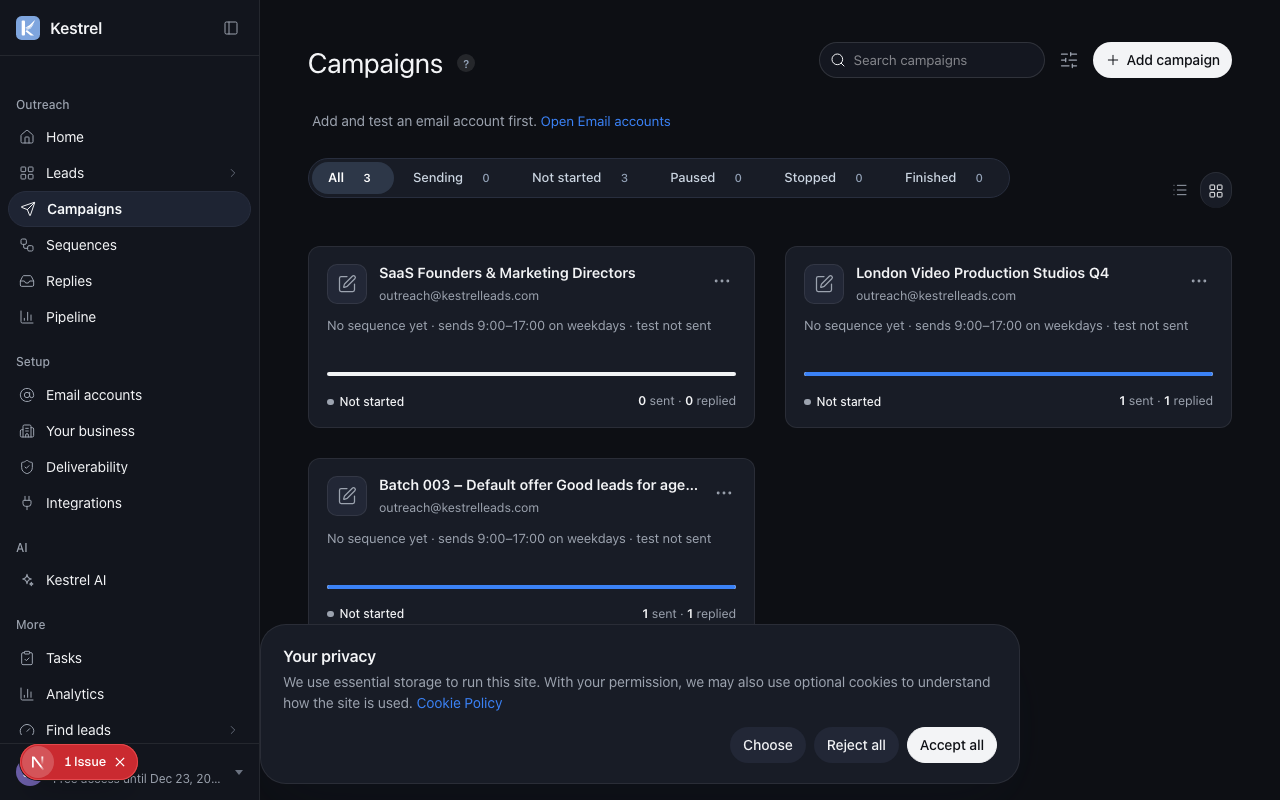 Kestrel
Outreach
Home
Leads
Campaigns
Sequences
Replies
Pipeline
Setup
Email accounts
Your business
Deliverability
Integrations
AI
Kestrel AI
More
Tasks
Analytics
Find leads
N 1 Issue
until Dec 23, 20...
Campaigns ?
Search campaigns
Add campaign
Add and test an email account first. Open Email accounts
All 3 Sending 0 Not started 3 Paused 0 Stopped 0 Finished 0
SaaS Founders & Marketing Directors
outreach@kestrelleads.com
No sequence yet · sends 9:00–17:00 on weekdays · test not sent
Not started 0 sent · 0 replied
London Video Production Studios Q4
outreach@kestrelleads.com
No sequence yet · sends 9:00–17:00 on weekdays · test not sent
Not started 1 sent · 1 replied
Batch 003 – Default offer Good leads for age...
outreach@kestrelleads.com
No sequence yet · sends 9:00–17:00 on weekdays · test not sent
Not started 1 sent · 1 replied
Your privacy
We use essential storage to run this site. With your permission, we may also use optional cookies to understand
how the site is used. Cookie Policy
Choose Reject all Accept all